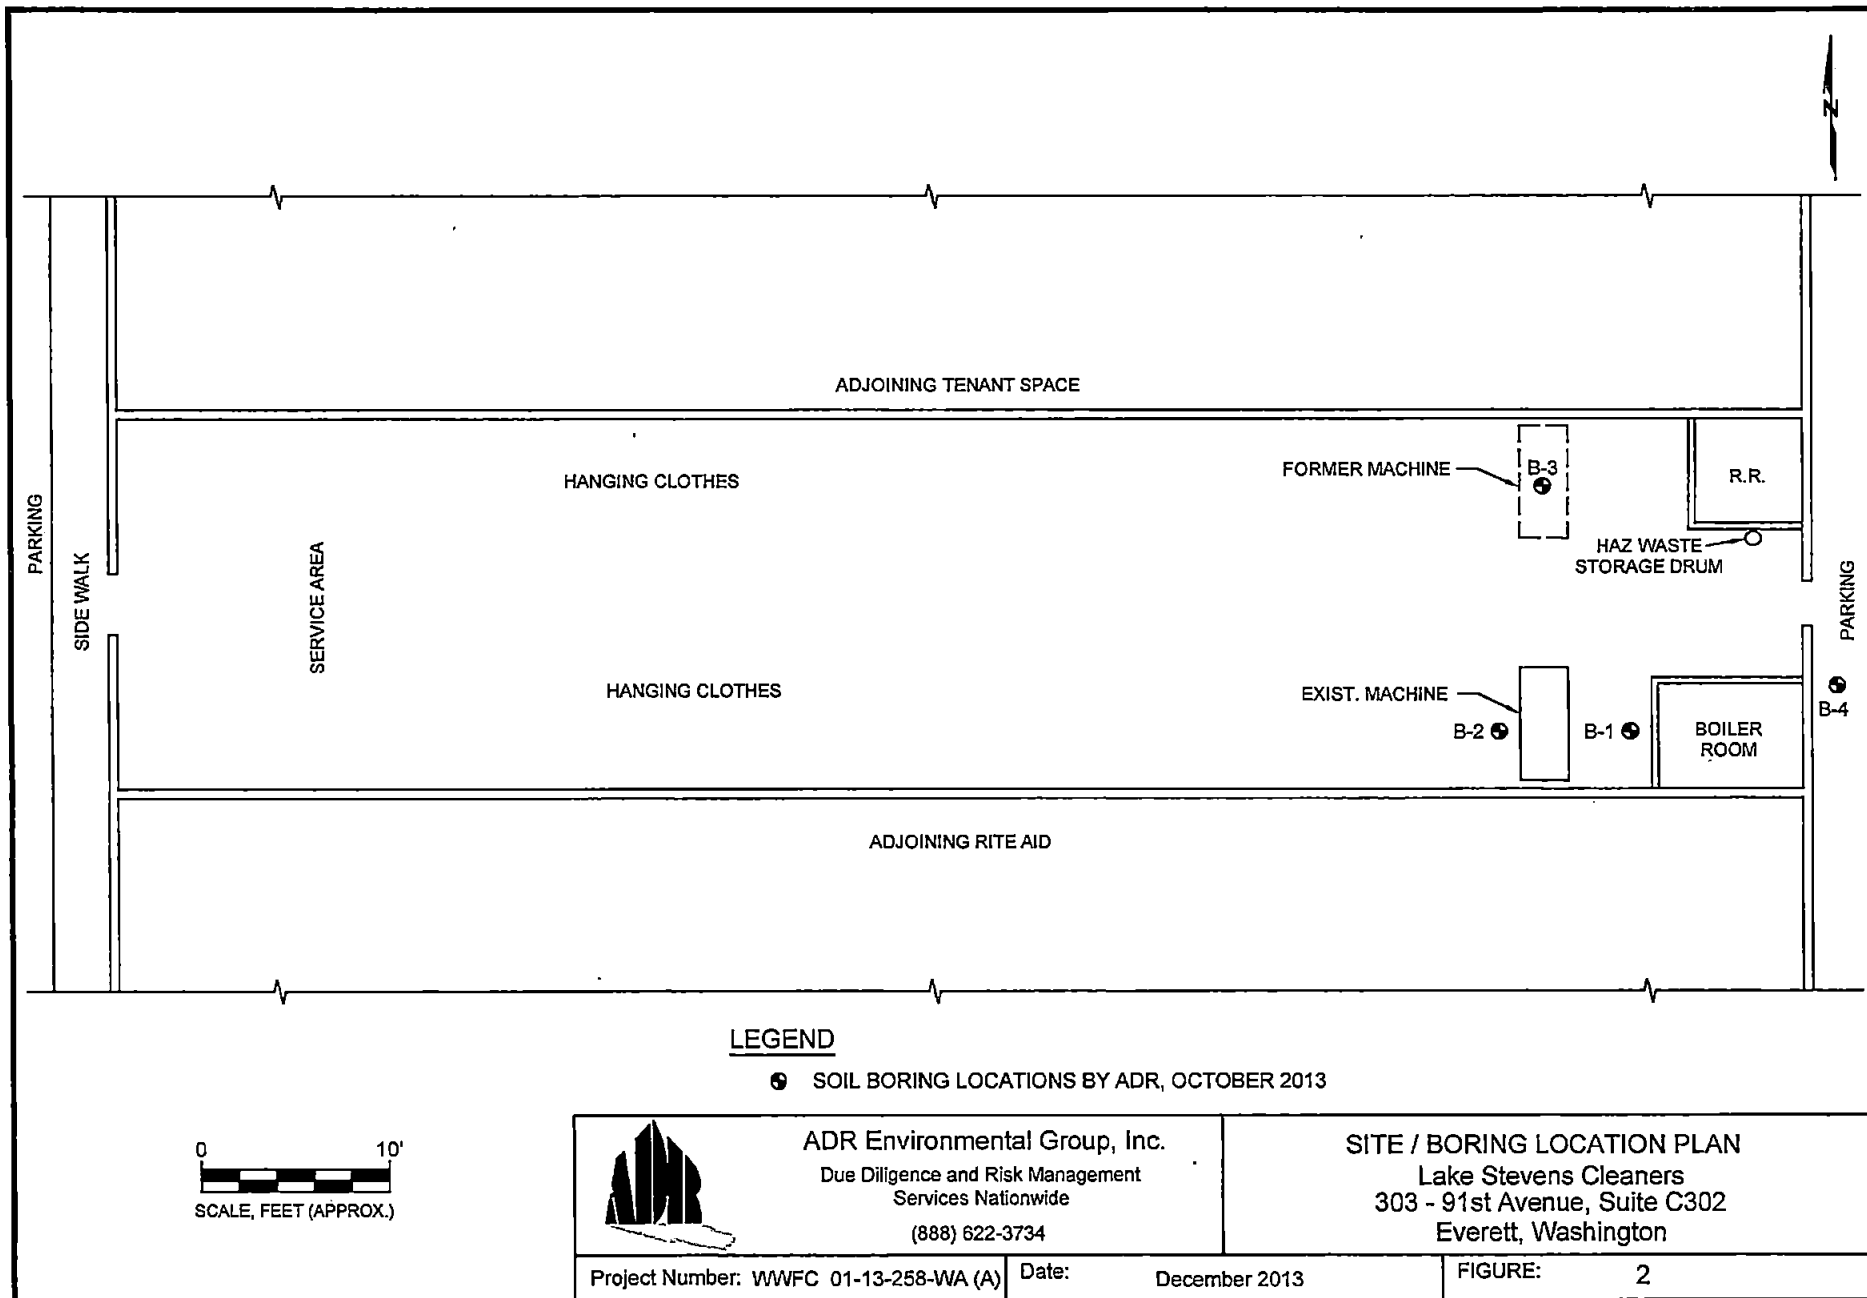 N
ADJOINING TENANT SPACE
HANGING CLOTHES
FORMER MACHINE
B-3
R.R.
HAZ WASTE
STORAGE DRUM
PARKING
SIDE WALK
SERVICE AREA
PARKING
HANGING CLOTHES
EXIST. MACHINE
B-2
B-1
BOILER
ROOM
B-4
ADJOINING RITE AID
LEGEND
SOIL BORING LOCATIONS BY ADR, OCTOBER 2013
0 10'
SCALE, FEET (APPROX.)
ADR
ADR Environmental Group, Inc.
Due Diligence and Risk Management
Services Nationwide
(888) 622-3734
SITE / BORING LOCATION PLAN
Lake Stevens Cleaners
303 - 91st Avenue, Suite C302
Everett, Washington
Project Number: WWFC 01-13-258-WA (A)
Date: December 2013
FIGURE: 2